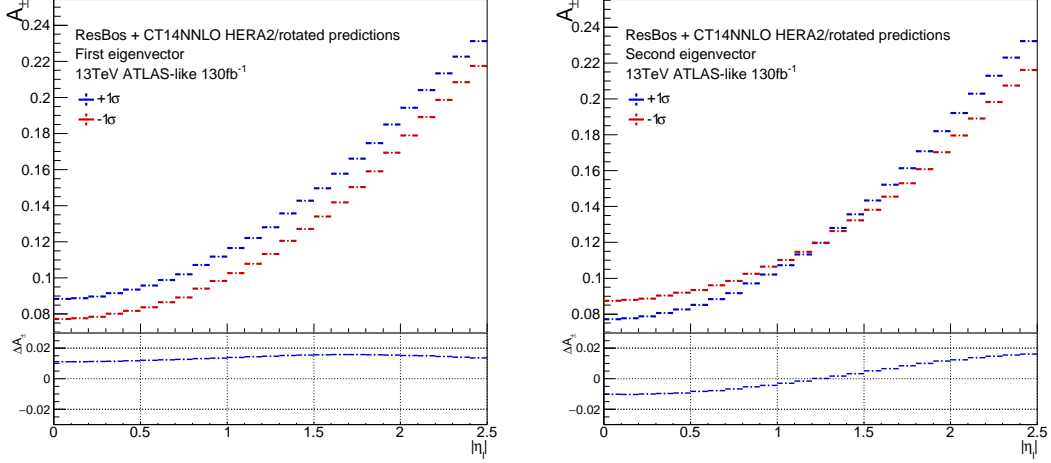 A±
0.24
0.22
0.2
0.18
0.16
0.14
0.12
0.1
0.08
ResBos + CT14NNLO HERA2/rotated predictions
First eigenvector
13TeV ATLAS-like 130fb⁻¹
+1σ
-1σ
ΔA±
0.02
0
−0.02
0 0.5 1 1.5 2 2.5
|ηl|
A±
0.24
0.22
0.2
0.18
0.16
0.14
0.12
0.1
0.08
ResBos + CT14NNLO HERA2/rotated predictions
Second eigenvector
13TeV ATLAS-like 130fb⁻¹
+1σ
-1σ
ΔA±
0.02
0
−0.02
0 0.5 1 1.5 2 2.5
|ηl|